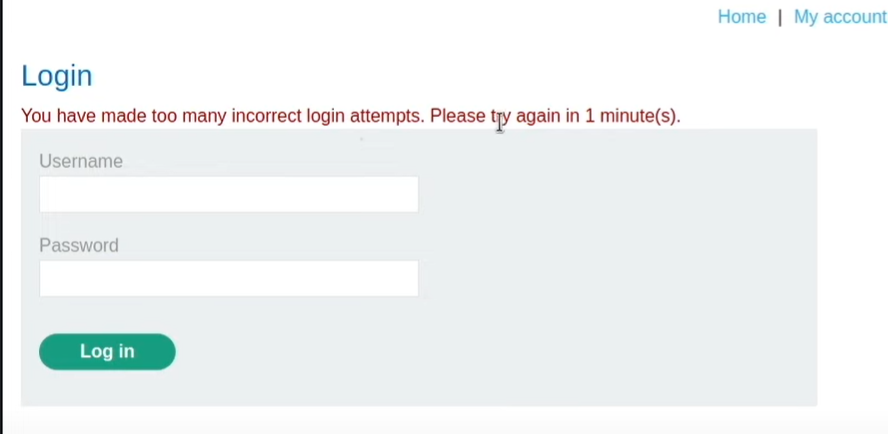 Home | My account
Login
You have made too many incorrect login attempts. Please try again in 1 minute(s).
Username
Password
Log in